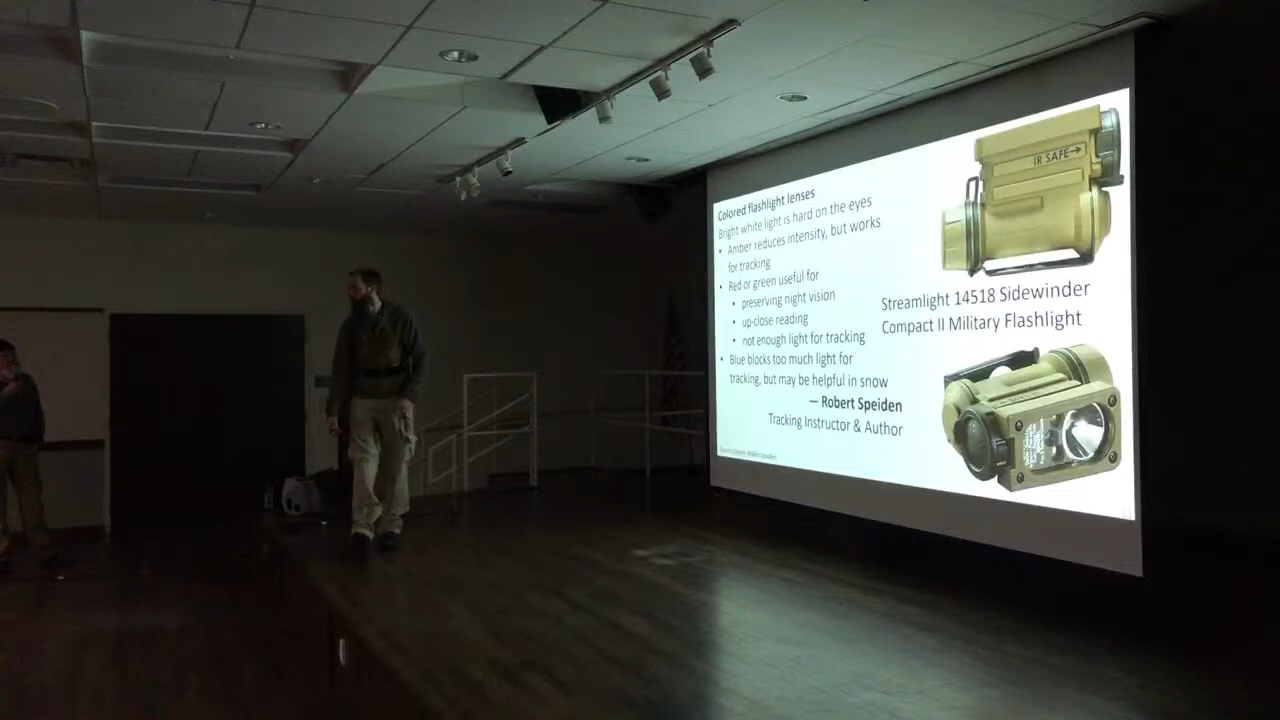 Colored flashlight lenses
Bright white light is hard on the eyes
• Amber reduces intensity, but works
for tracking
• Red or green useful for
• preserving night vision
• up-close reading
• not enough light for tracking
• Blue blocks too much light for
tracking, but may be helpful in snow
— Robert Speiden
Tracking Instructor & Author
IR SAFE→
Streamlight 14518 Sidewinder
Compact II Military Flashlight
Robert Speiden